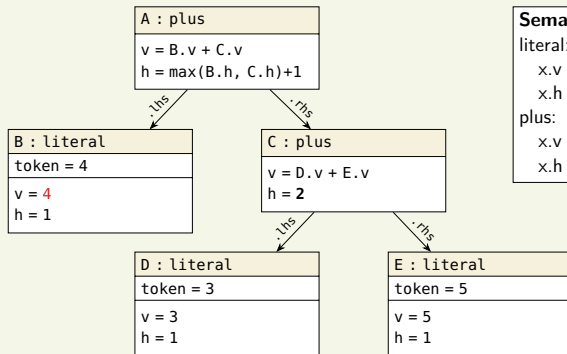 A : plus
v = B.v + C.v
h = max(B.h, C.h)+1
.lhs
.rhs
B : literal
token = 4
v = 4
h = 1
C : plus
v = D.v + E.v
h = 2
.lhs
.rhs
D : literal
token = 3
v = 3
h = 1
E : literal
token = 5
v = 5
h = 1
Sema
literal:
x.v
x.h
plus:
x.v
x.h